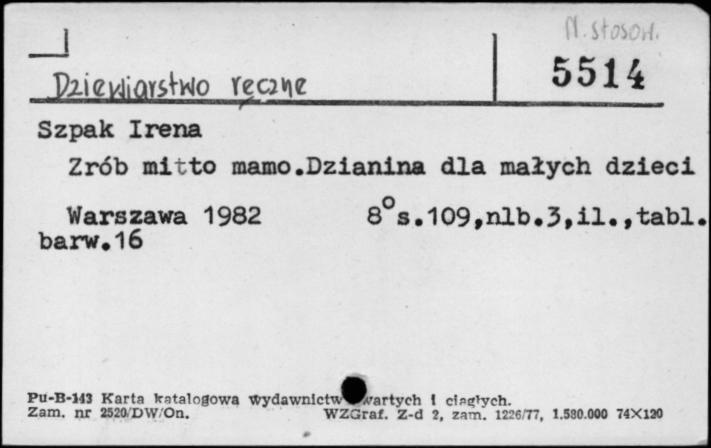 N. stosow.
5514
Dziewiarstwo ręczne
Szpak Irena
Zrób mi to mamo.Dzianina dla małych dzieci
Warszawa 1982 8°s.109,nlb.3,il.,tabl.
barw.16
Pu-B-143 Karta katalogowa wydawnictw zwartych i ciągłych.
Zam. nr 2520/DW/On. WZGraf. Z-d 2, zam. 1226/77, 1.580.000 74×120